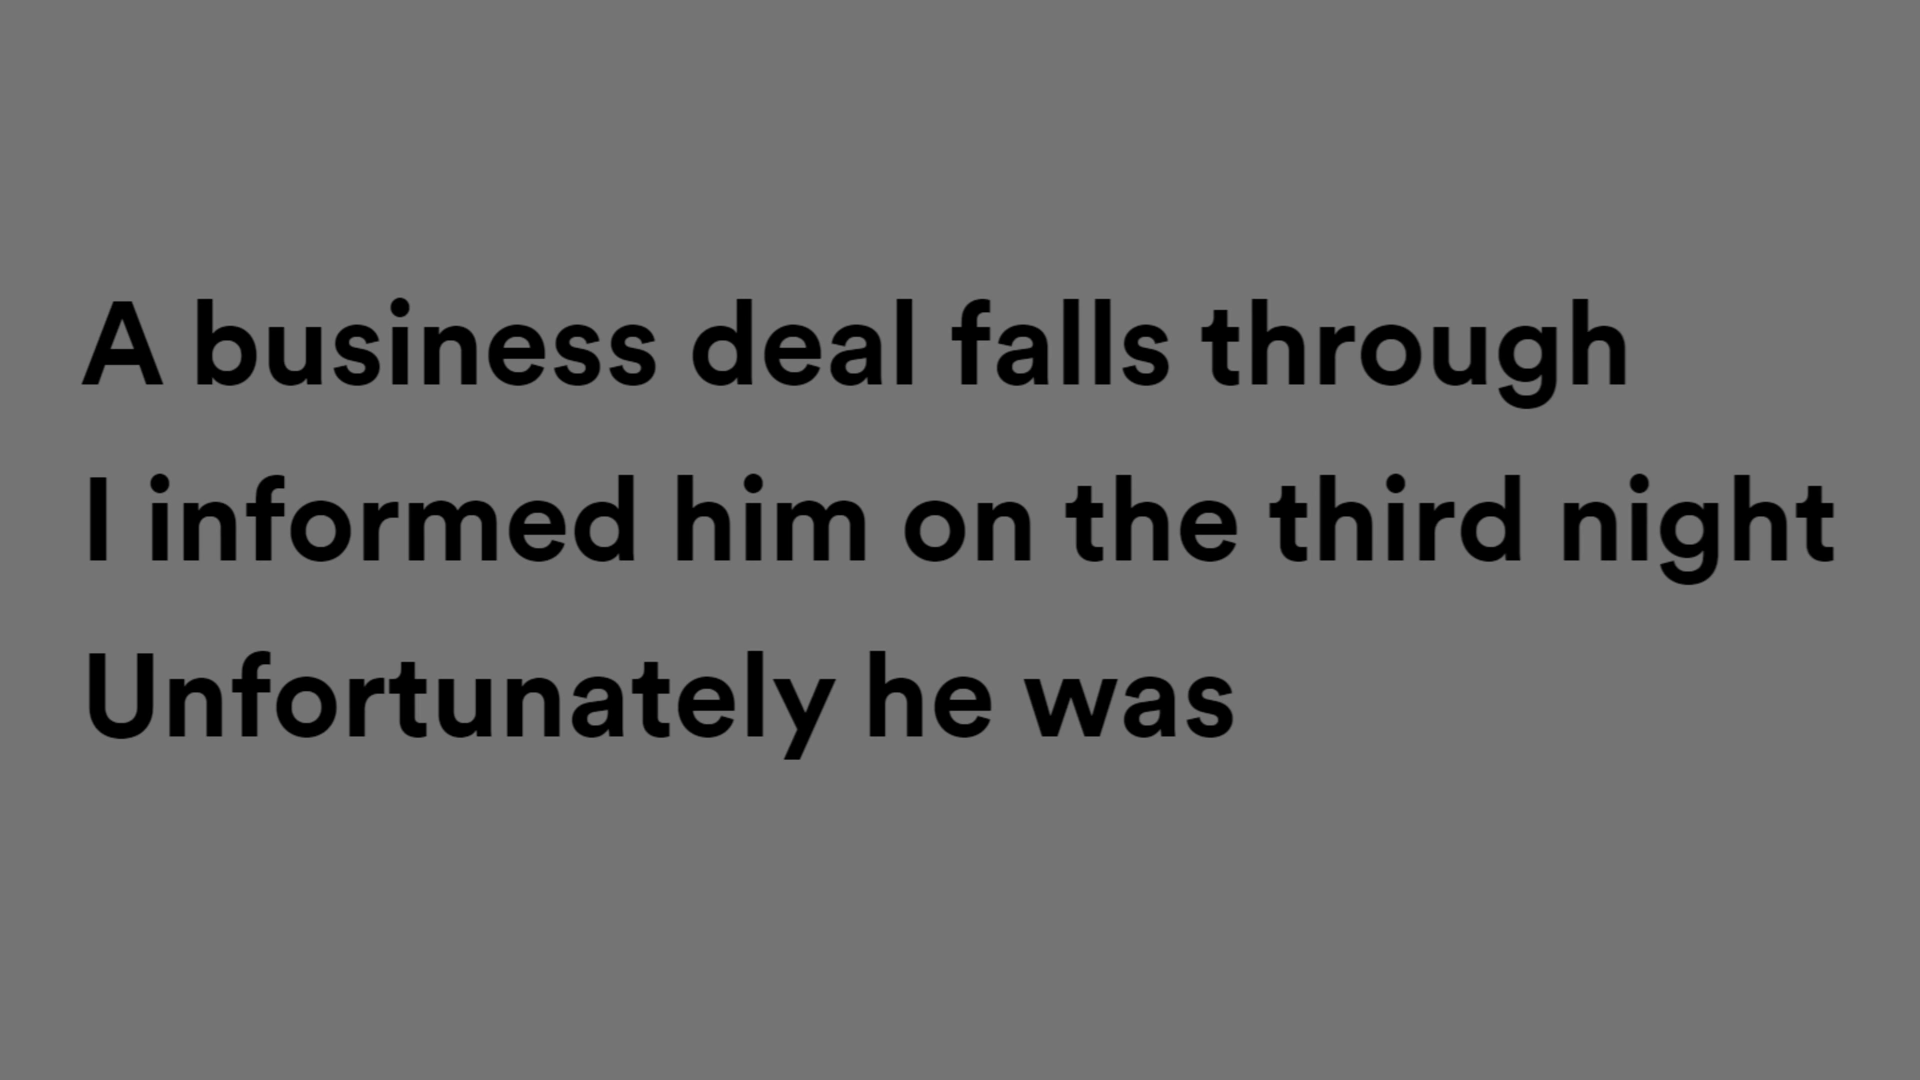 A business deal falls through
I informed him on the third night
Unfortunately he was